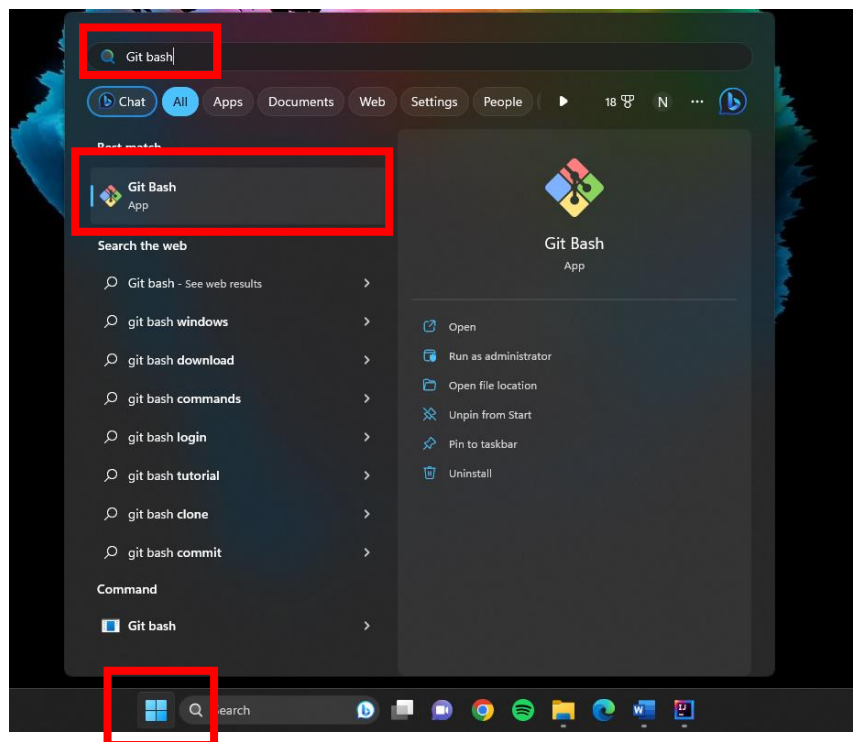 Git bash
Chat All Apps Documents Web Settings People 18 N ...
Best match
Git Bash
App
Search the web
Git bash - See web results
git bash windows
git bash download
git bash commands
git bash login
git bash tutorial
git bash clone
git bash commit
Command
Git bash
Git Bash
App
Open
Run as administrator
Open file location
Unpin from Start
Pin to taskbar
Uninstall
Search
W
IJ